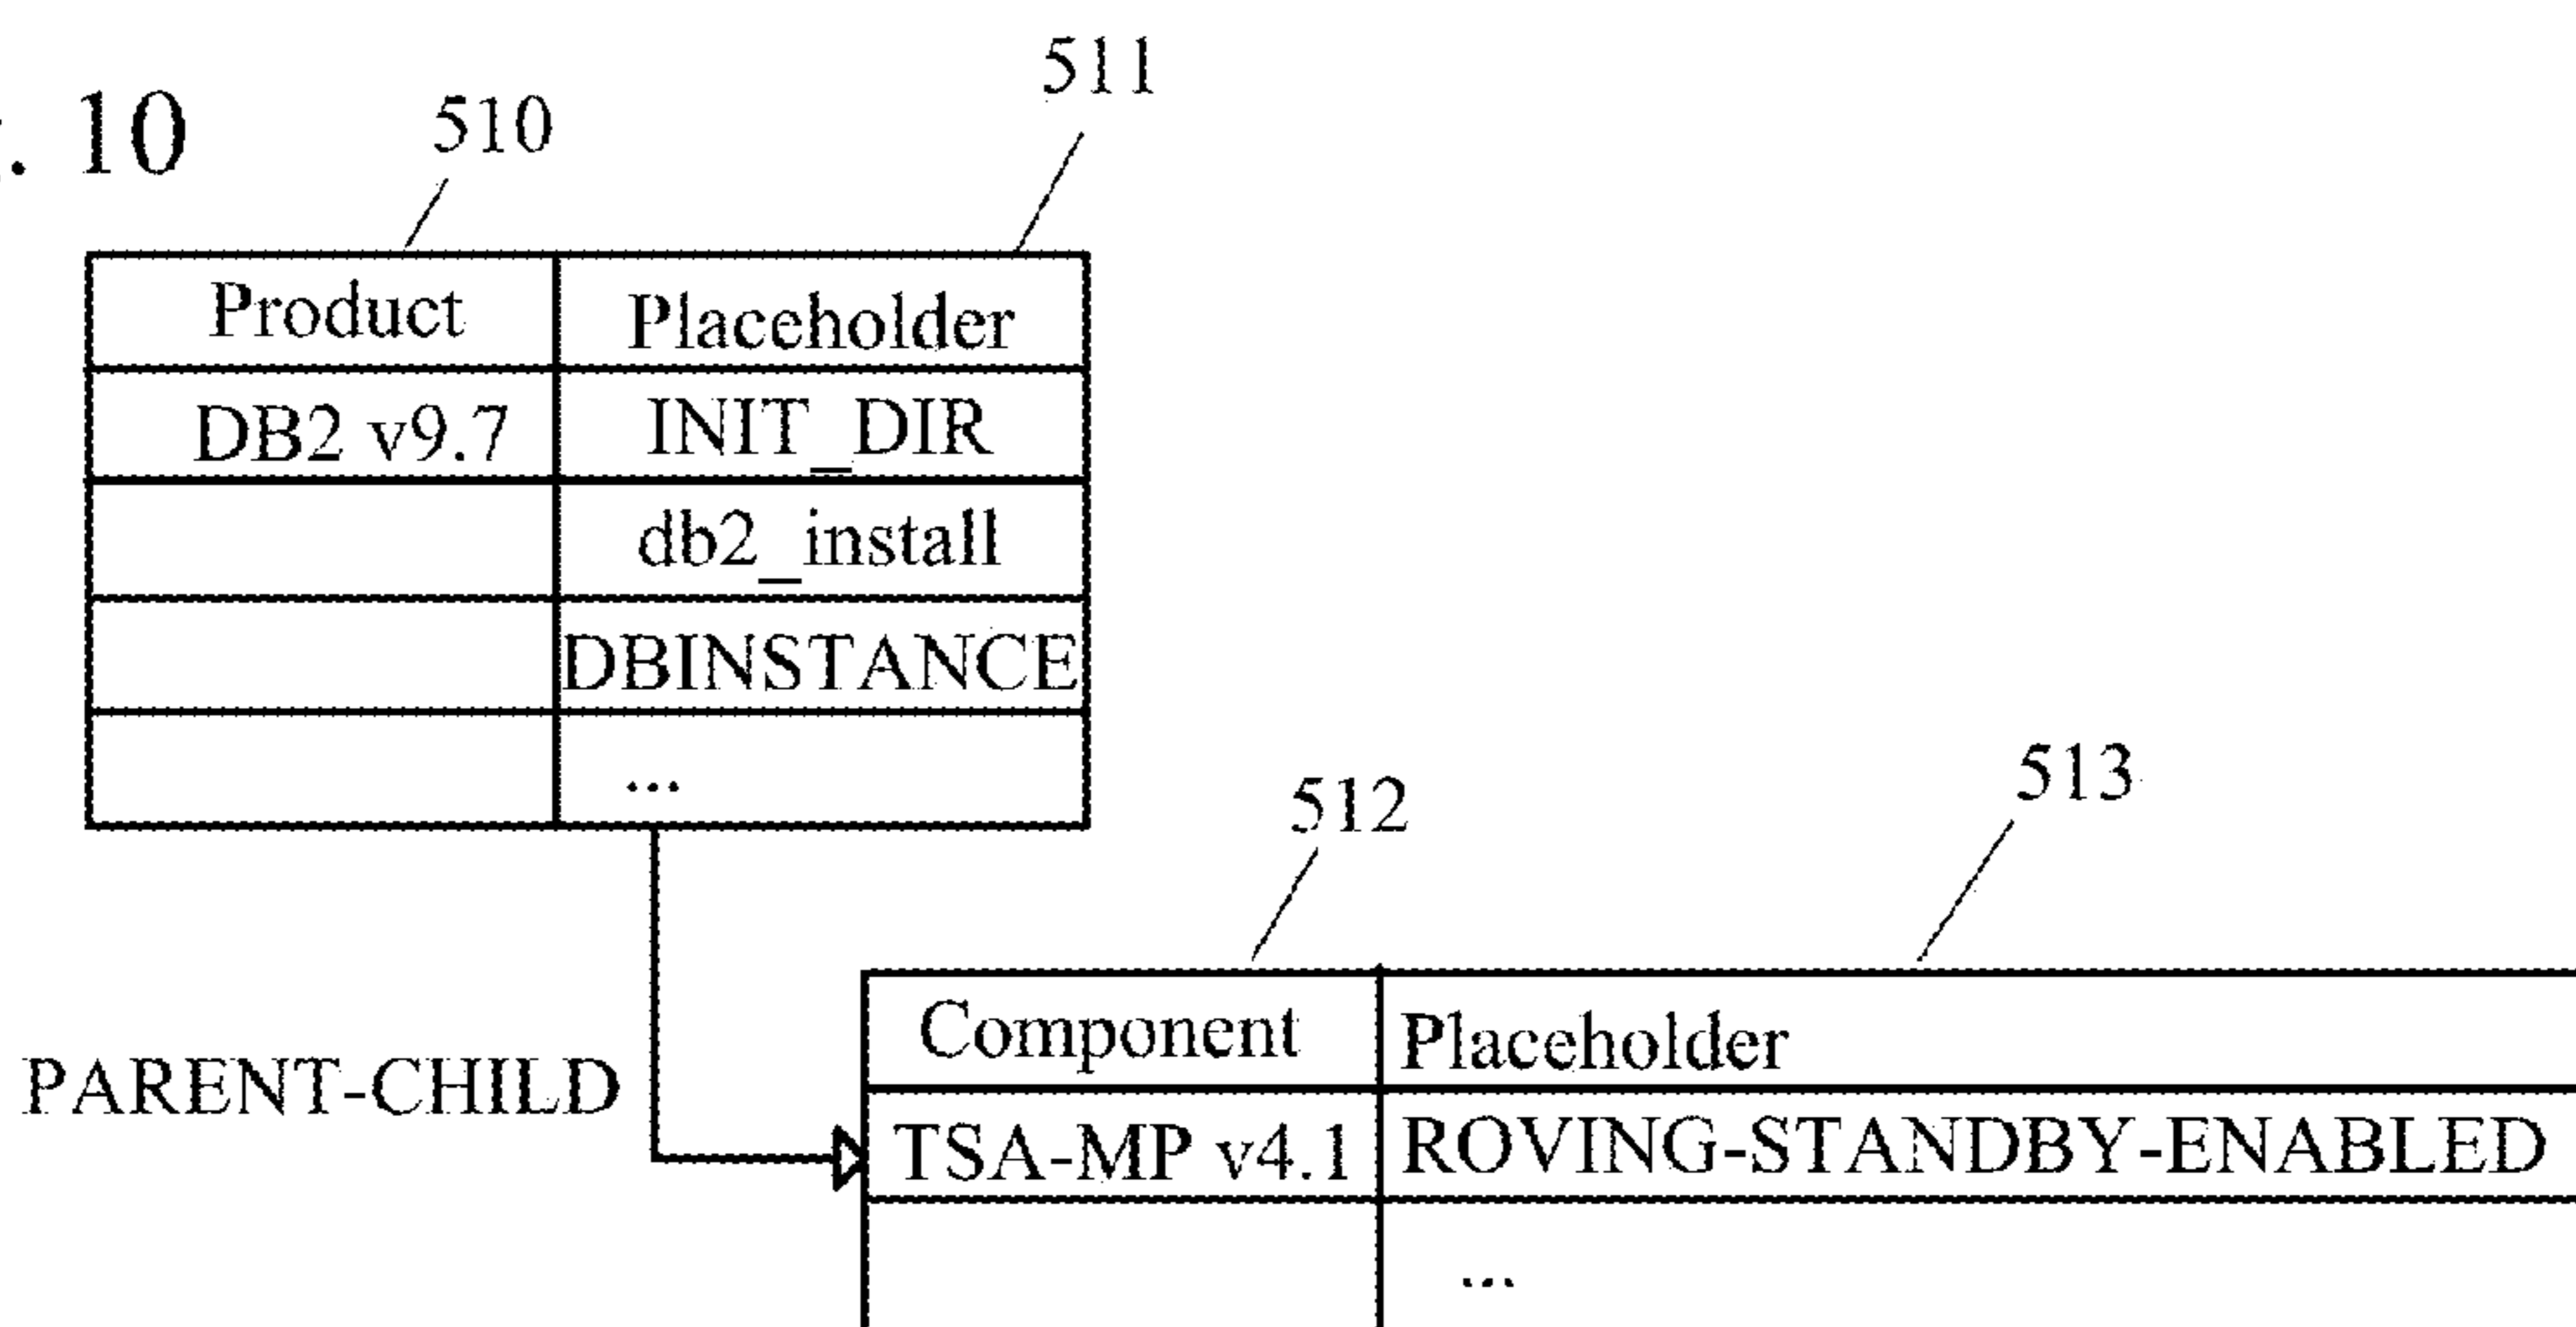 . 10
510
511
Product Placeholder
DB2 v9.7 INIT_DIR
db2_install
DBINSTANCE
...
512
513
Component Placeholder
PARENT-CHILD
TSA-MP v4.1 ROVING-STANDBY-ENABLED
...